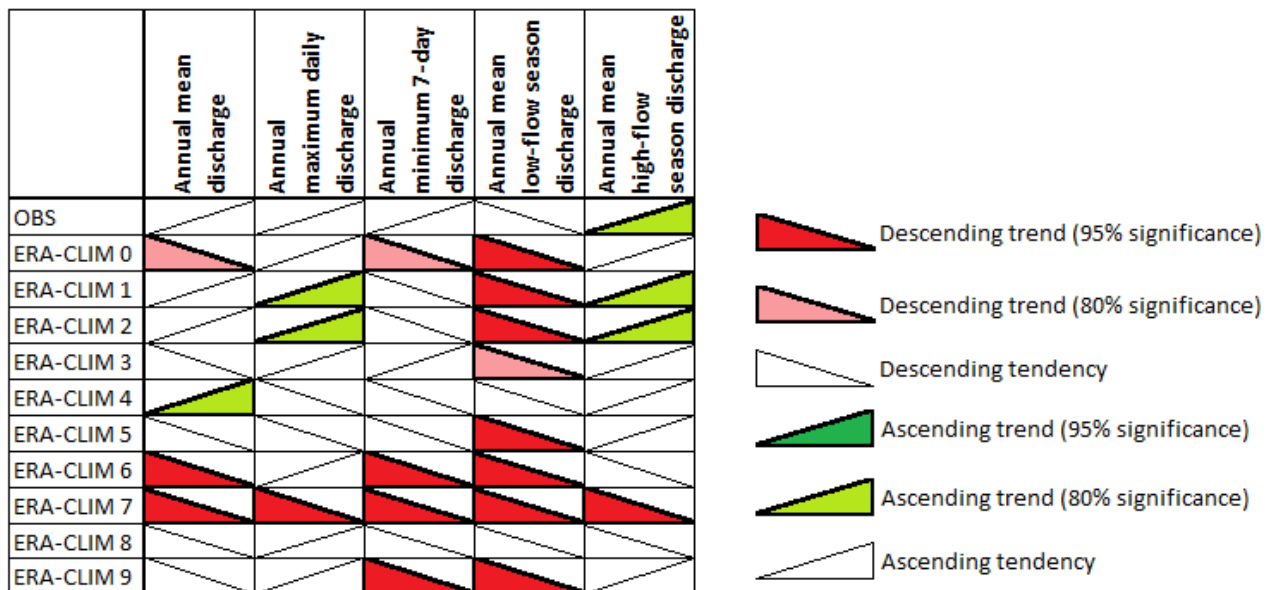 Annual mean
discharge
Annual
maximum daily
discharge
Annual
minimum 7-day
discharge
Annual mean
low-flow season
discharge
Annual mean
high-flow
season discharge
OBS
ERA-CLIM 0
ERA-CLIM 1
ERA-CLIM 2
ERA-CLIM 3
ERA-CLIM 4
ERA-CLIM 5
ERA-CLIM 6
ERA-CLIM 7
ERA-CLIM 8
ERA-CLIM 9
Descending trend (95% significance)
Descending trend (80% significance)
Descending tendency
Ascending trend (95% significance)
Ascending trend (80% significance)
Ascending tendency